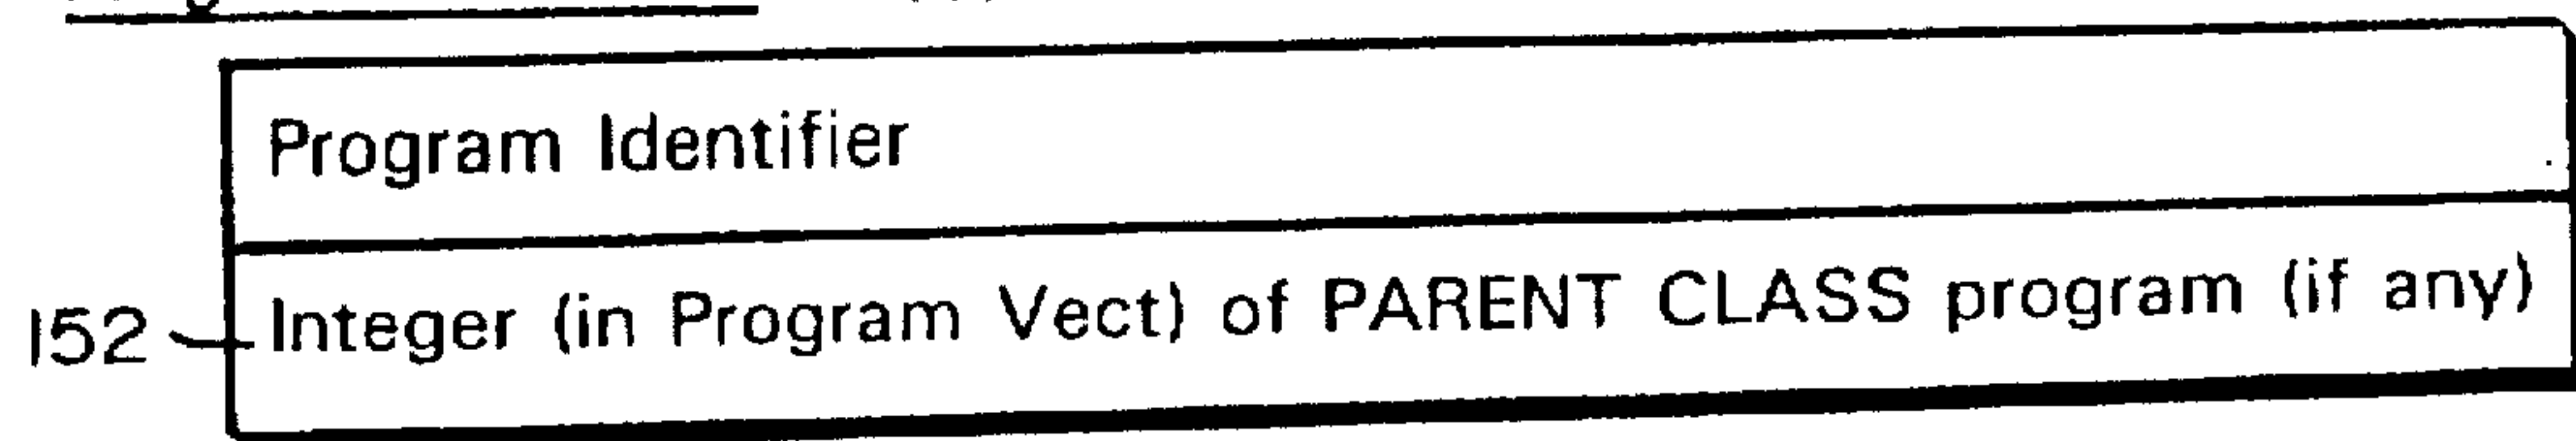 Program Identifier
152 Integer (in Program Vect) of PARENT CLASS program (if any)